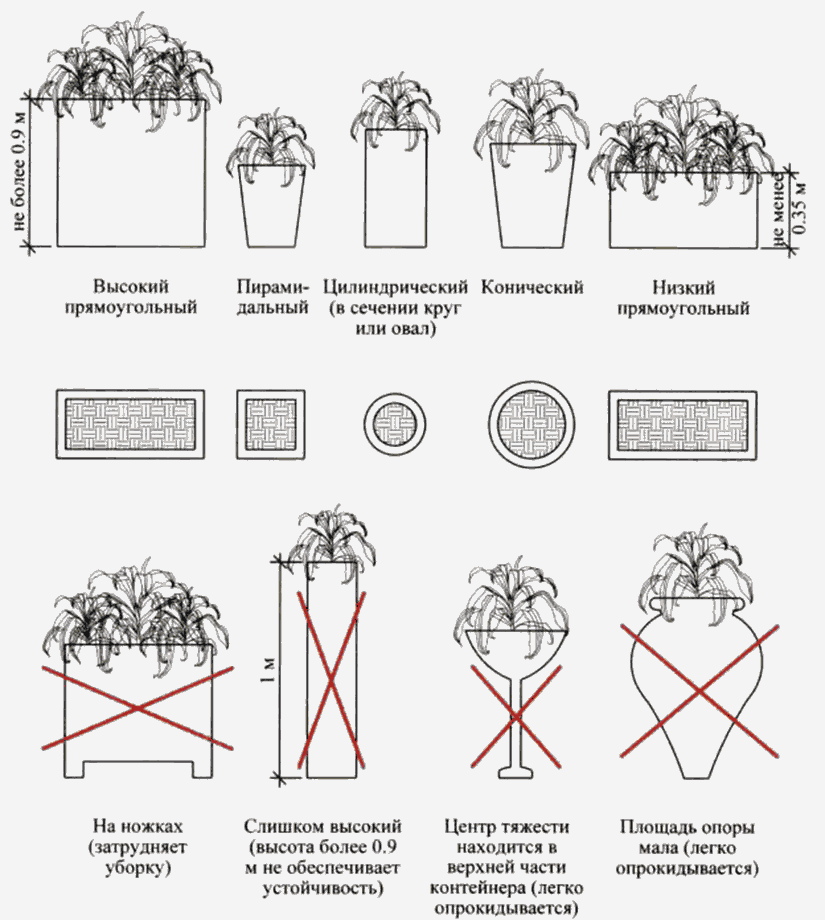 не более 0.9 м
не менее
0.35 м
Высокий
прямоугольный
Пирами-
дальный
Цилиндрический
(в сечении круг
или овал)
Конический
Низкий
прямоугольный
1 м
На ножках
(затрудняет
уборку)
Слишком высокий
(высота более 0.9
м не обеспечивает
устойчивость)
Центр тяжести
находится в
верхней части
контейнера (легко
опрокидывается)
Площадь опоры
мала (легко
опрокидывается)